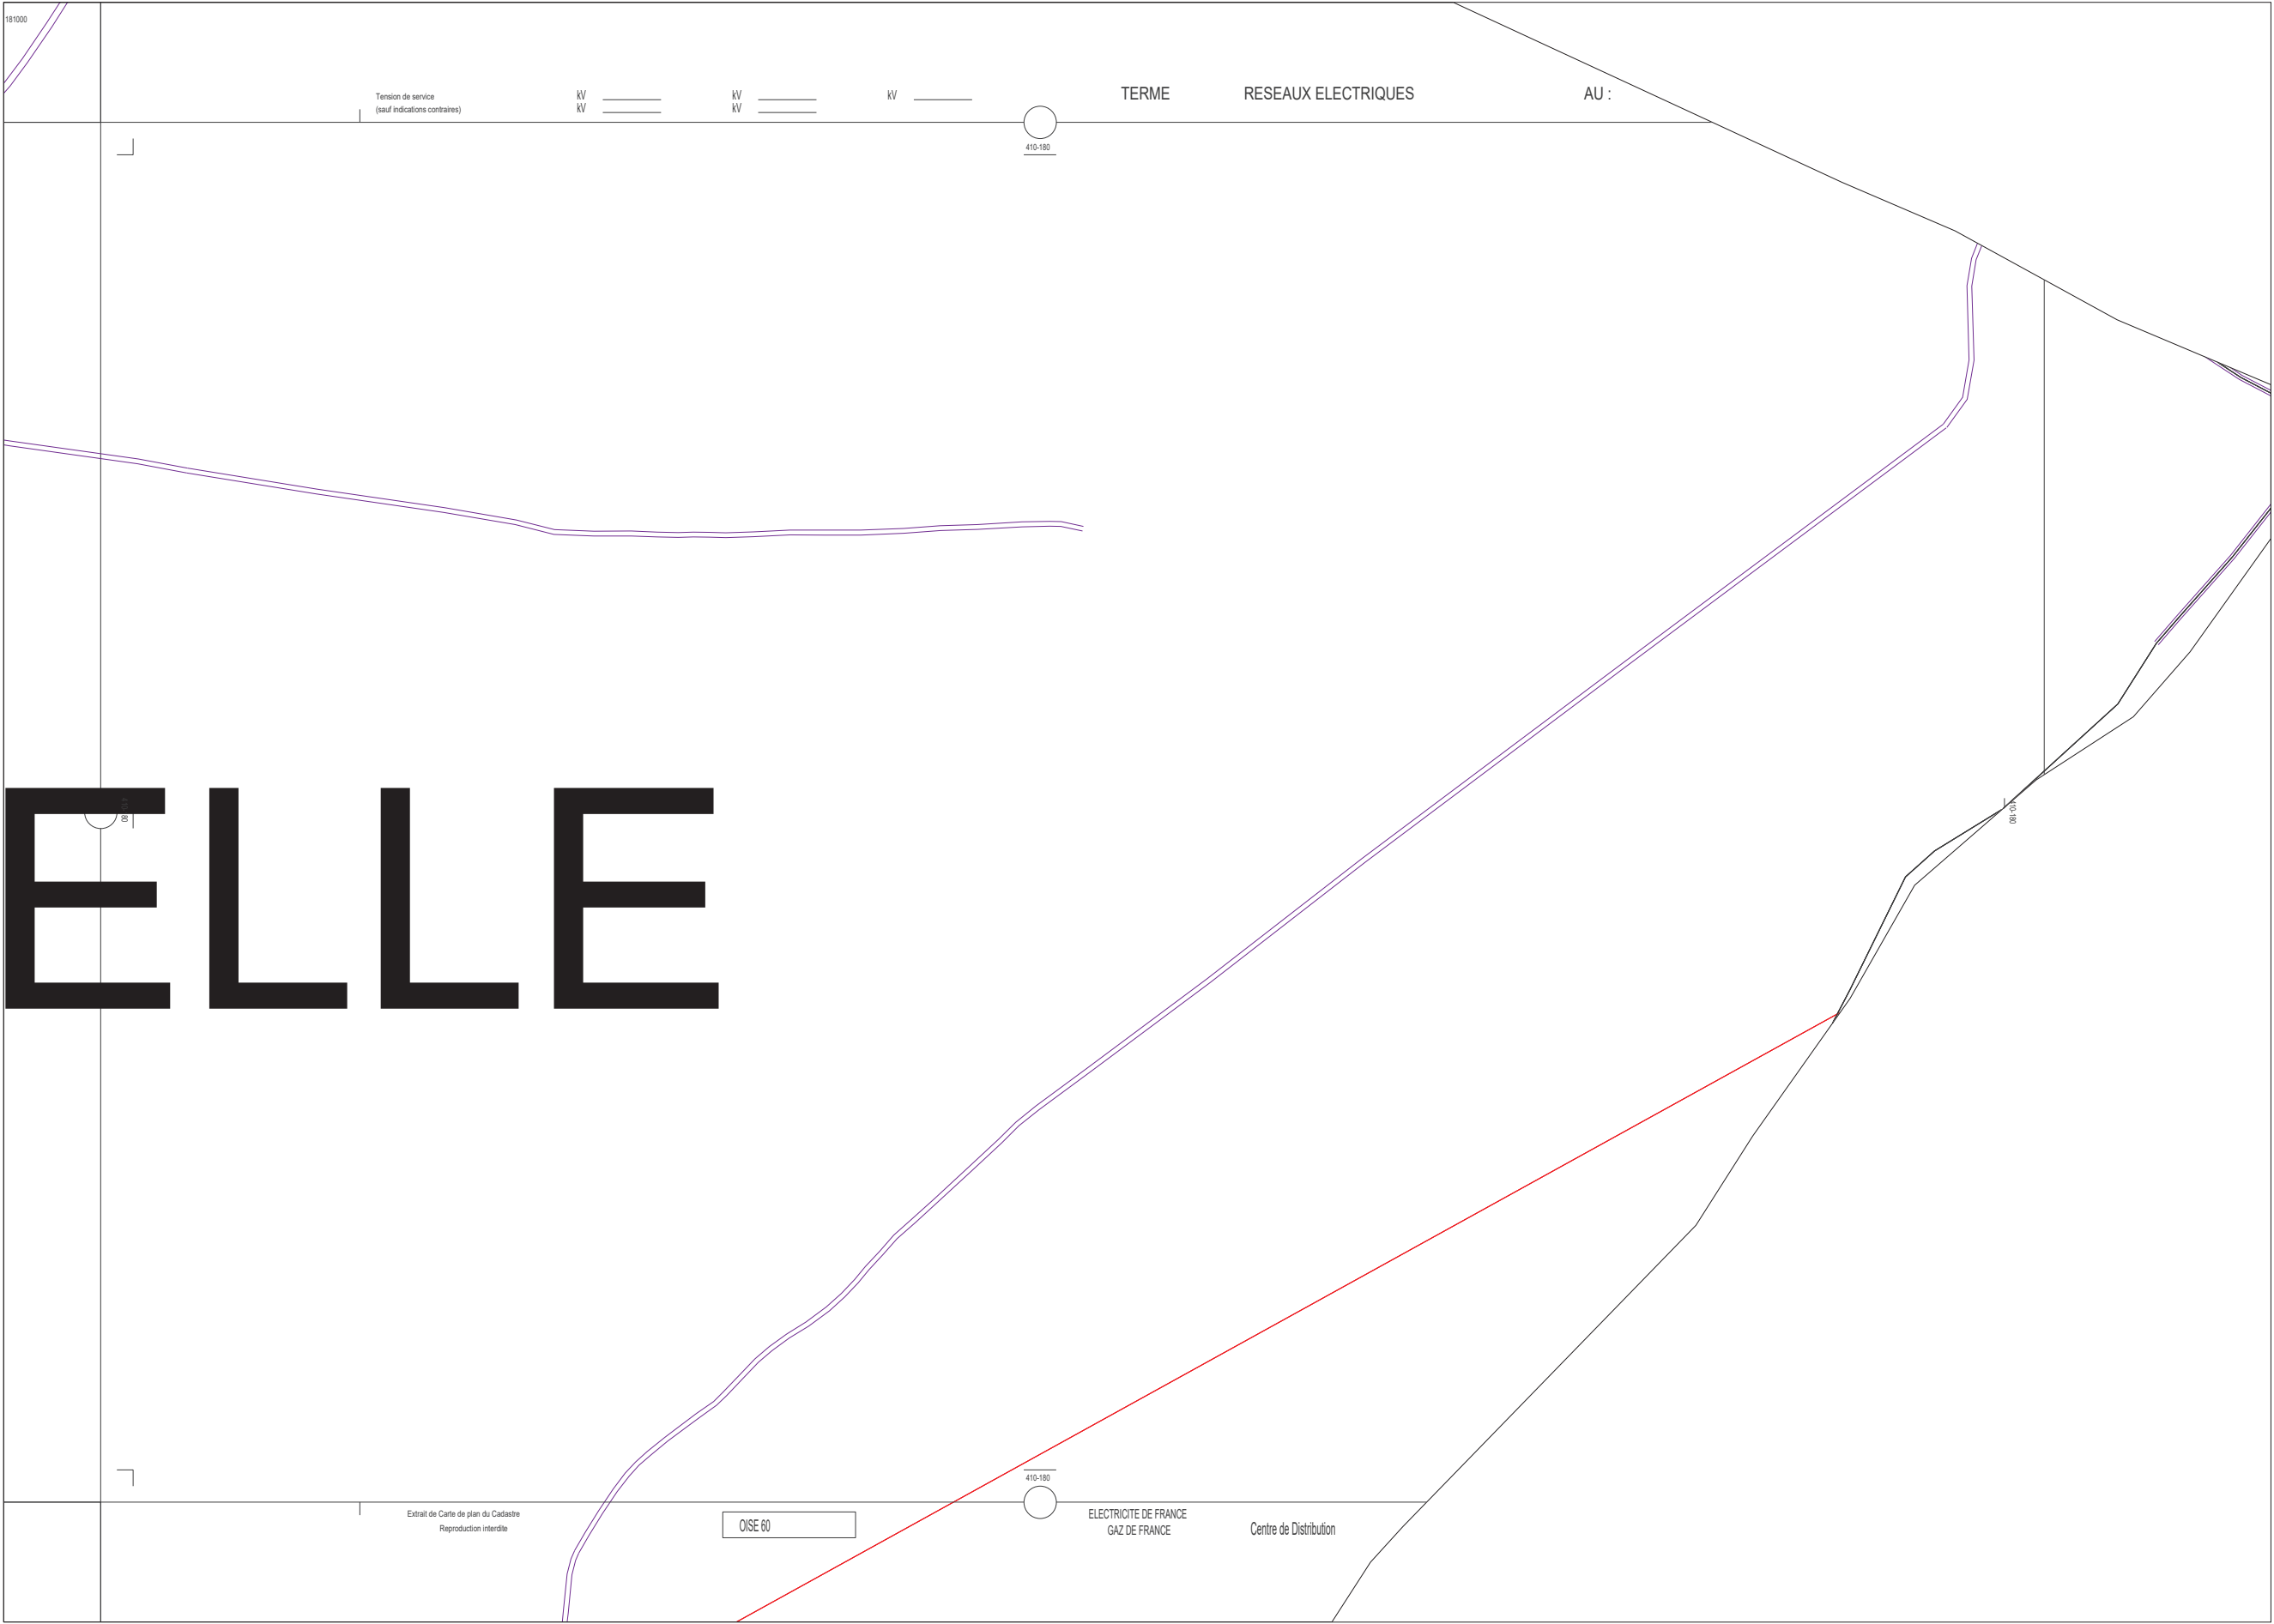 181000
Tension de service
(sauf indications contraires)
kV
kV
kV
kV
kV
TERME
RESEAUX ELECTRIQUES
AU :
410-180
ELLE
410-180
410-180
Extrait de Carte de plan du Cadastre
Reproduction interdite
OISE 60
ELECTRICITE DE FRANCE
GAZ DE FRANCE
Centre de Distribution